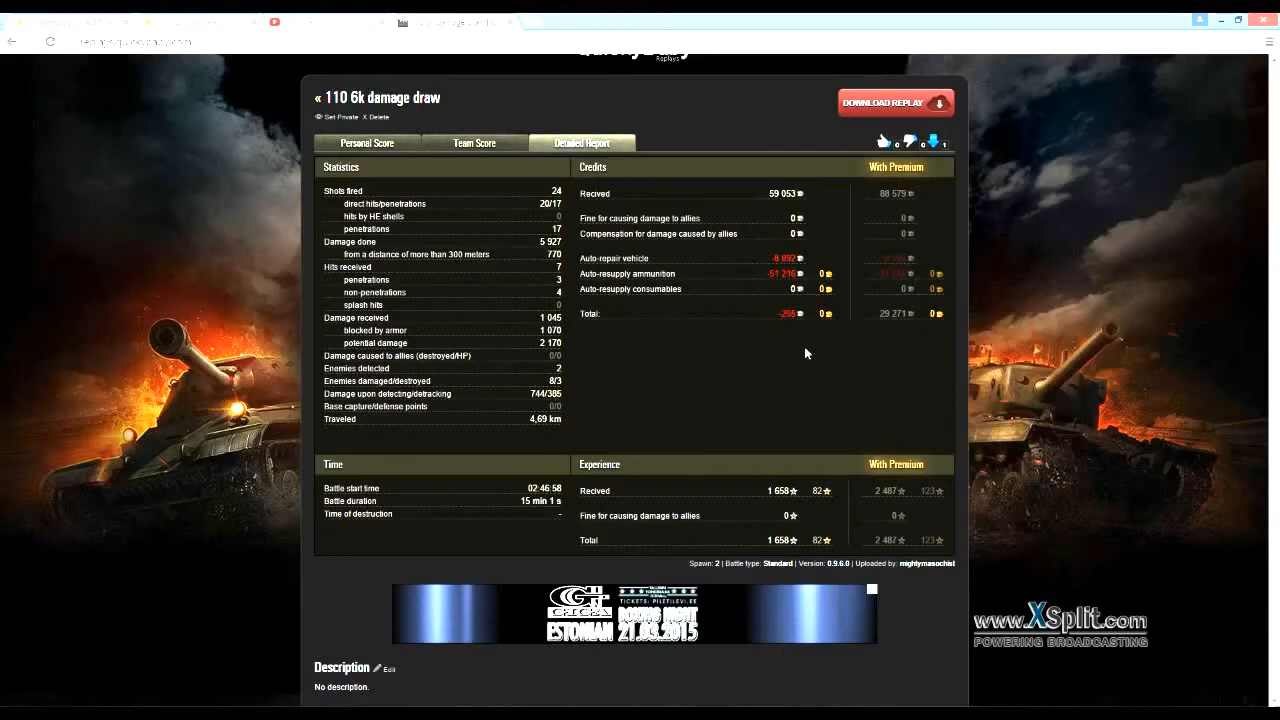 Replays
« 110 6k damage draw
DOWNLOAD REPLAY
Set Private X Delete
Personal Score Team Score Detailed Report
0 0 1
Statistics Credits With Premium
Shots fired 24
direct hits/penetrations 20/17
hits by HE shells 0
penetrations 17
Damage done 5 927
from a distance of more than 300 meters 770
Hits received 7
penetrations 3
non-penetrations 4
splash hits 0
Damage received 1 045
blocked by armor 1 070
potential damage 2 170
Damage caused to allies (destroyed/HP) 0/0
Enemies detected 2
Enemies damaged/destroyed 8/3
Damage upon detecting/detracking 744/385
Base capture/defense points 0/0
Traveled 4,69 km
Recived 59 053 88 579
Fine for causing damage to allies 0 0
Compensation for damage caused by allies 0 0
Auto-repair vehicle -8 092
Auto-resupply ammunition -51 216 0 0
Auto-resupply consumables 0 0 0 0
Total: -255 0 29 271 0
Time Experience With Premium
Battle start time 02:46:58
Battle duration 15 min 1 s
Time of destruction -
Recived 1 658 82 2 487 123
Fine for causing damage to allies 0 0
Total 1 658 82 2 487 123
Spawn: 2 | Battle type: Standard | Version: 0.9.6.0 | Uploaded by: mightymasochist
TICKETS: PILETILEVI.EE
ESTONIAN
NIGHT
21.03.2015
www.XSplit.com
POWERING BROADCASTING
Description Edit
No description.